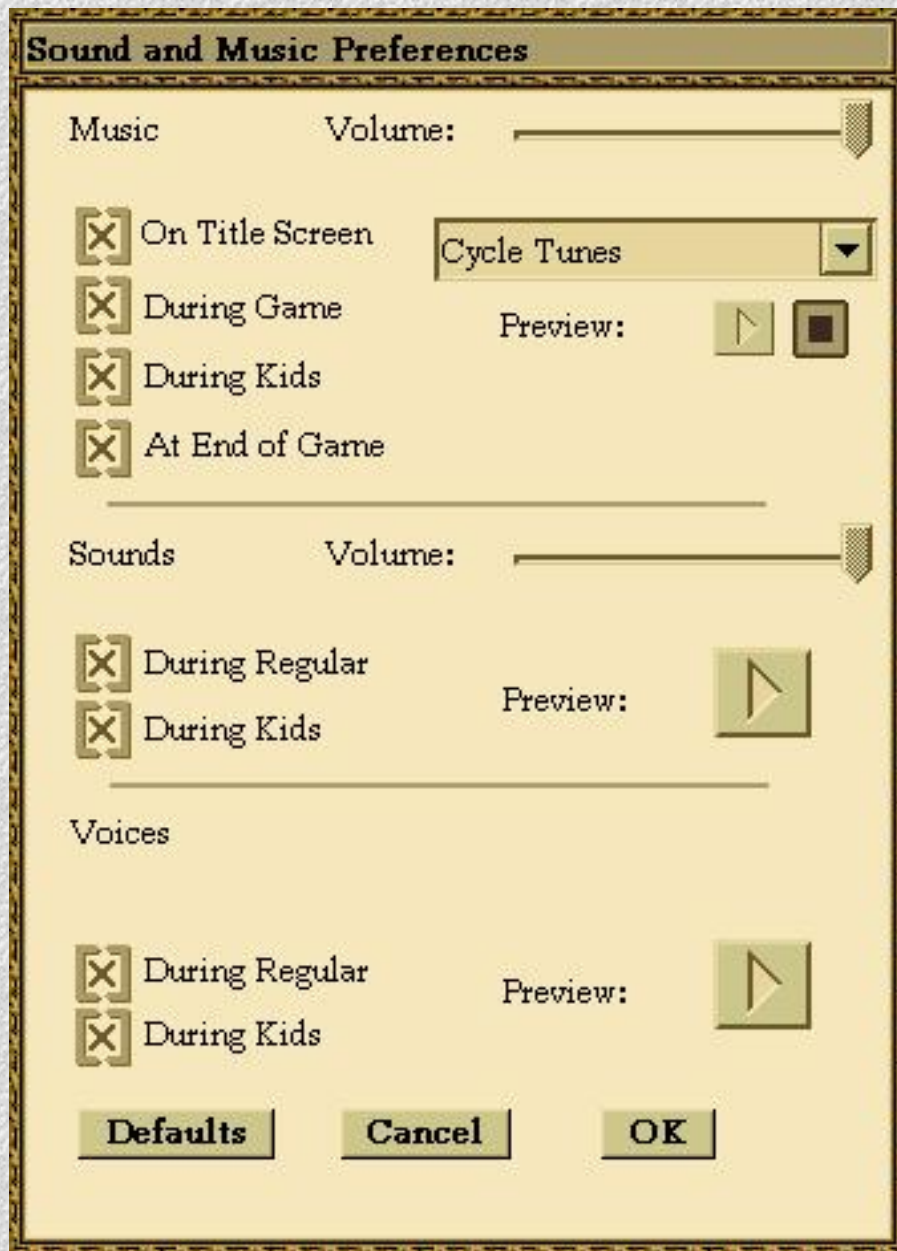 Sound and Music Preferences
Music Volume:
On Title Screen
Cycle Tunes
During Game
Preview:
During Kids
At End of Game
Sounds Volume:
During Regular
Preview:
During Kids
Voices
During Regular
Preview:
During Kids
Defaults Cancel OK